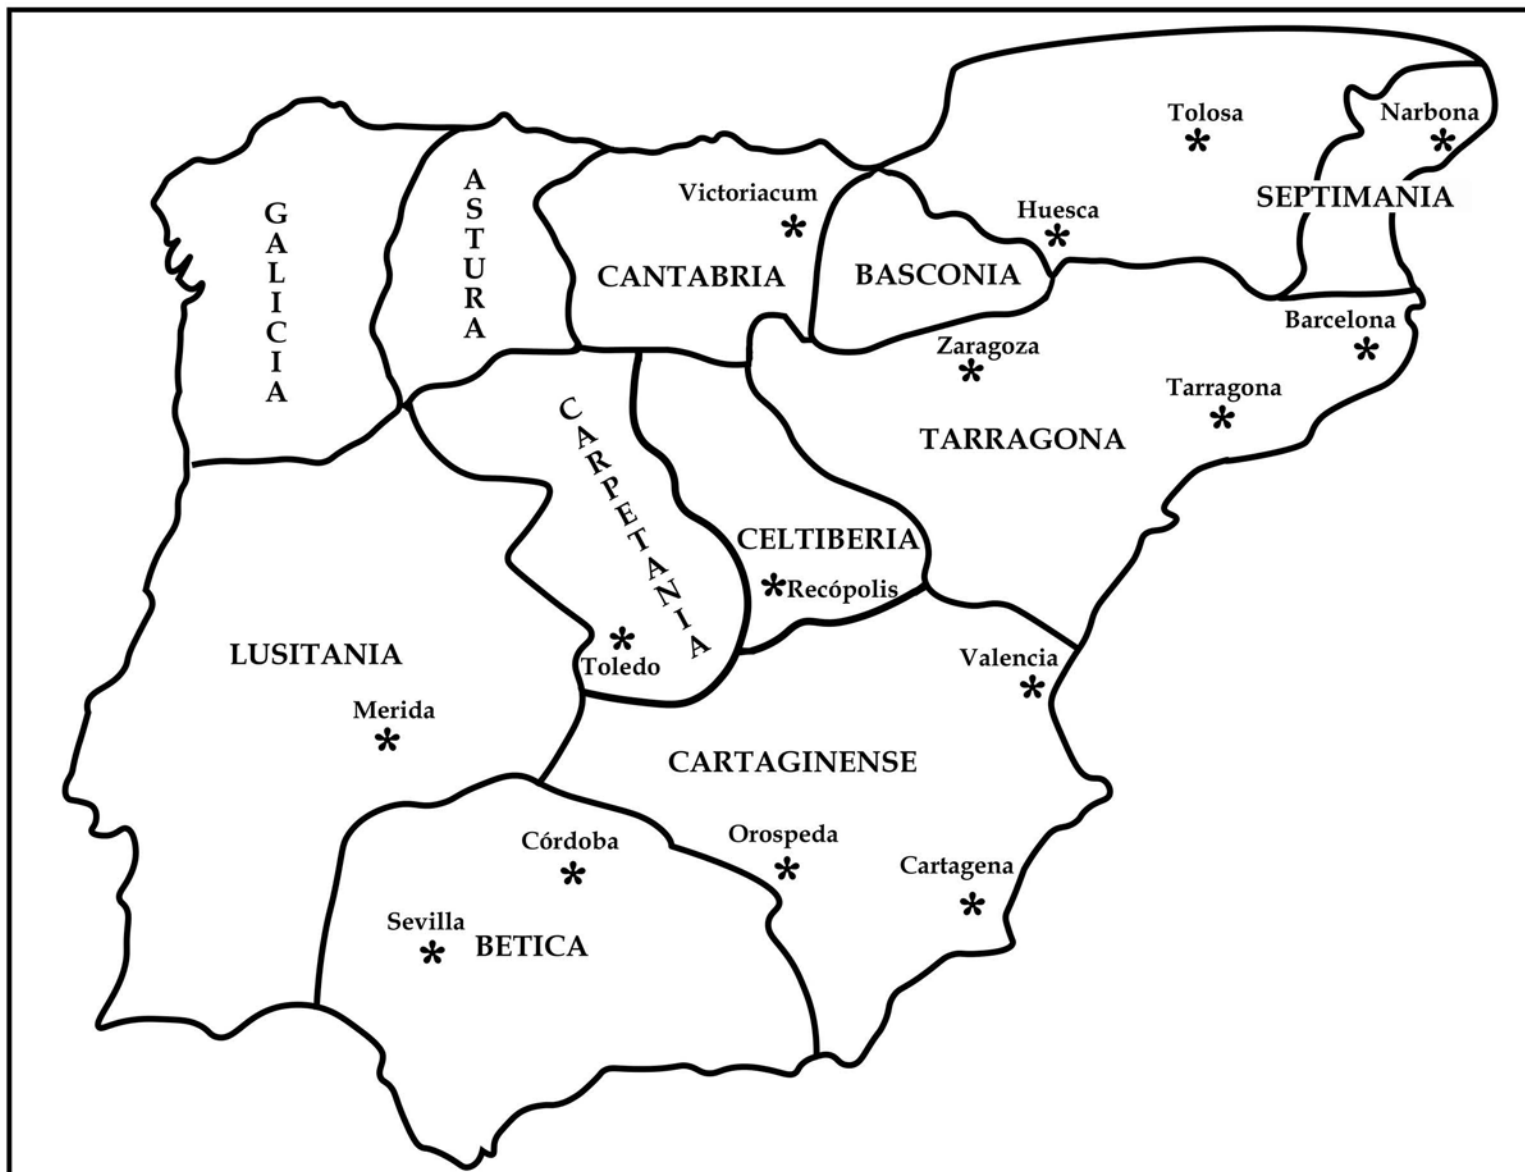 Tolosa
Narbona
SEPTIMANIA
Victoriacum
Huesca
GALICIA
ASTURA
CANTABRIA
BASCONIA
Barcelona
Zaragoza
Tarragona
TARRAGONA
CARPETANIA
CELTIBERIA
Recópolis
LUSITANIA
Toledo
Valencia
Merida
CARTAGINENSE
Córdoba
Orospeda
Cartagena
Sevilla
BETICA